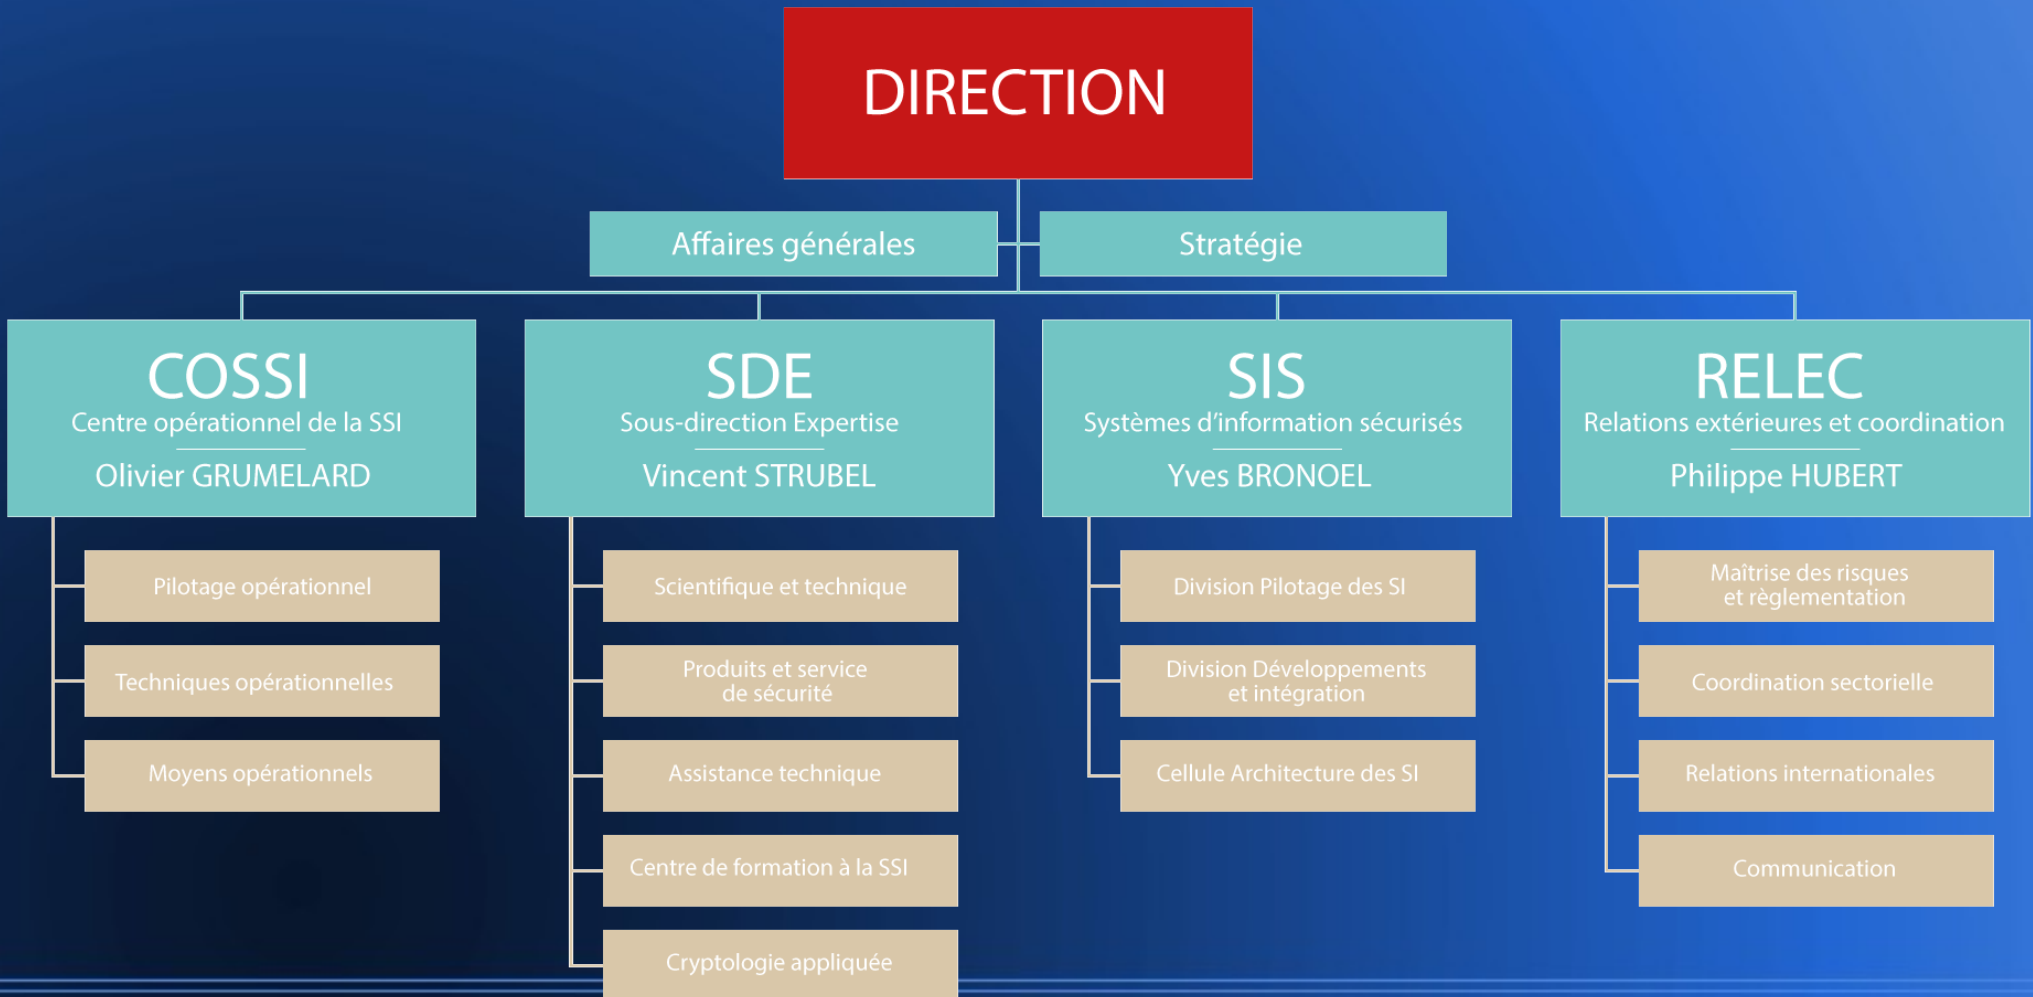 DIRECTION
Affaires générales
Stratégie
COSSI
Centre opérationnel de la SSI
Olivier GRUMELARD
Pilotage opérationnel
Techniques opérationnelles
Moyens opérationnels
SDE
Sous-direction Expertise
Vincent STRUBEL
Scientifique et technique
Produits et service
de sécurité
Assistance technique
Centre de formation à la SSI
Cryptologie appliquée
SIS
Systèmes d'information sécurisés
Yves BRONOEL
Division Pilotage des SI
Division Développements
et intégration
Cellule Architecture des SI
RELEC
Relations extérieures et coordination
Philippe HUBERT
Maîtrise des risques
et règlementation
Coordination sectorielle
Relations internationales
Communication